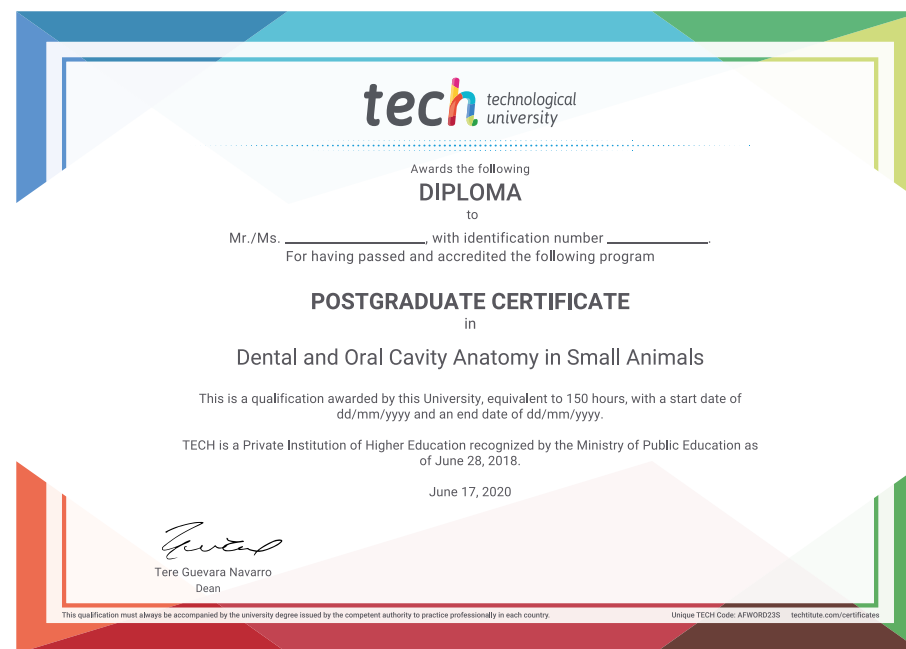 tech technological
university
Awards the following
DIPLOMA
to
Mr./Ms. ____________, with identification number ____________.
For having passed and accredited the following program
POSTGRADUATE CERTIFICATE
in
Dental and Oral Cavity Anatomy in Small Animals
This is a qualification awarded by this University, equivalent to 150 hours, with a start date of
dd/mm/yyyy and an end date of dd/mm/yyyy.
TECH is a Private Institution of Higher Education recognized by the Ministry of Public Education as
of June 28, 2018.
June 17, 2020
Tere Guevara Navarro
Dean
This qualification must always be accompanied by the university degree issued by the competent authority to practice professionally in each country.
Unique TECH Code: AFWORD23S techtitute.com/certificates